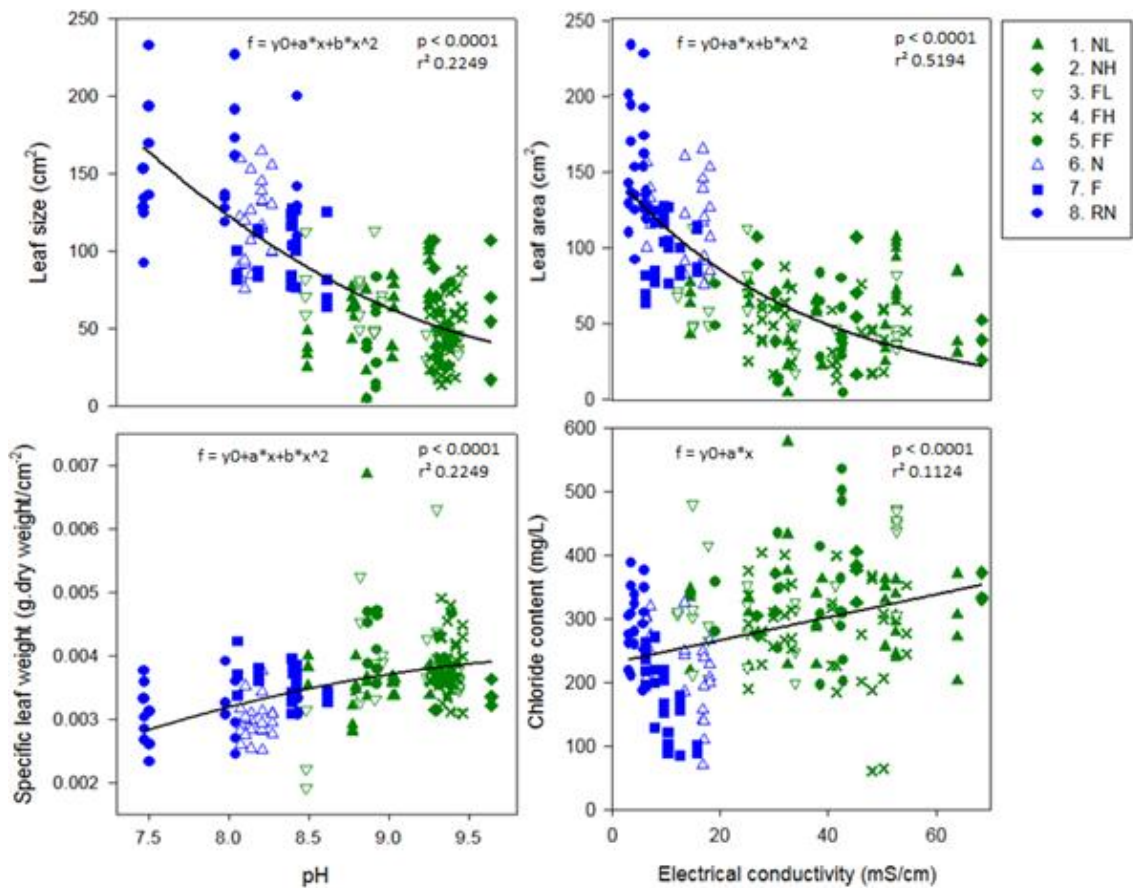 f = y0+a*x+b*x^2
p < 0.0001
r² 0.2249
250
200
150
100
50
0
Leaf size (cm²)
f = y0+a*x+b*x^2
p < 0.0001
r² 0.5194
250
200
150
100
50
0
Leaf area (cm²)
1. NL
2. NH
3. FL
4. FH
5. FF
6. N
7. F
8. RN
f = y0+a*x+b*x^2
p < 0.0001
r² 0.2249
0.007
0.006
0.005
0.004
0.003
0.002
Specific leaf weight (g.dry weight/cm⁻²)
7.5 8.0 8.5 9.0 9.5
pH
f = y0+a*x
p < 0.0001
r² 0.1124
600
500
400
300
200
100
0
Chloride content (mg/L)
0 20 40 60
Electrical conductivity (mS/cm)